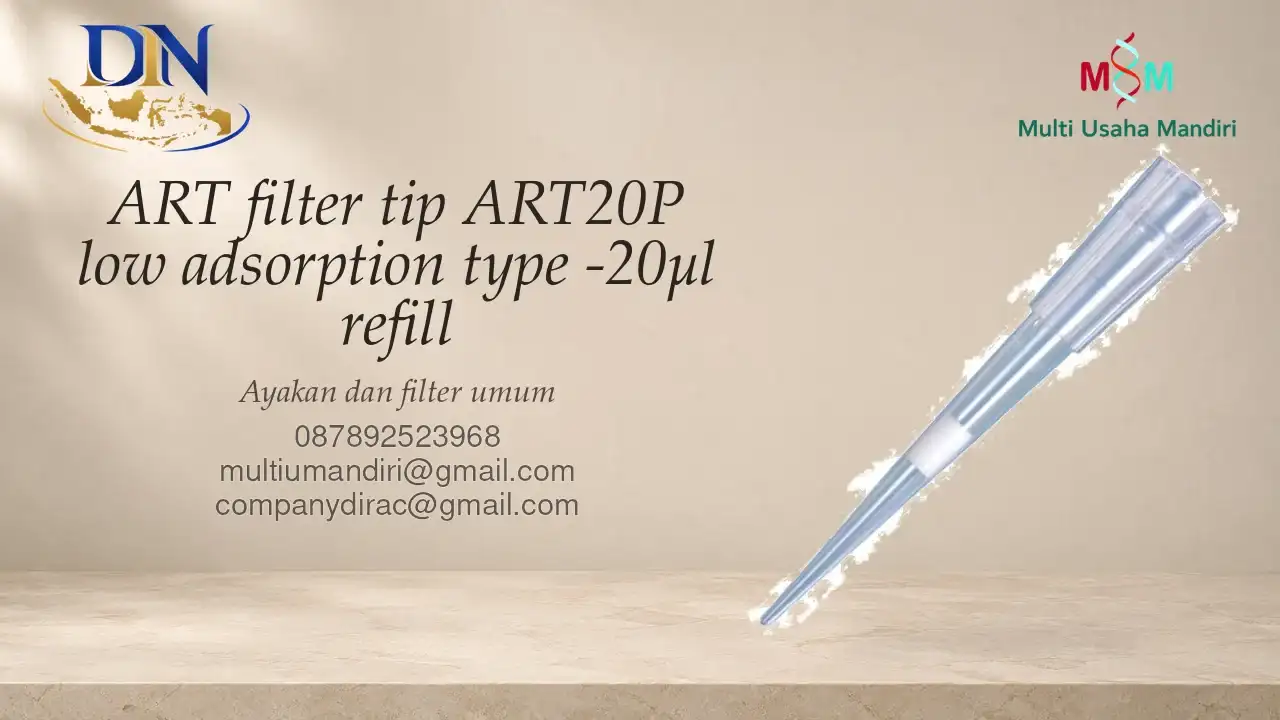 DN
MSM
Multi Usaha Mandiri
ART filter tip ART20P
low adsorption type -20µl
refill
Ayakan dan filter umum
087892523968
multiumandiri@gmail.com
companydirac@gmail.com